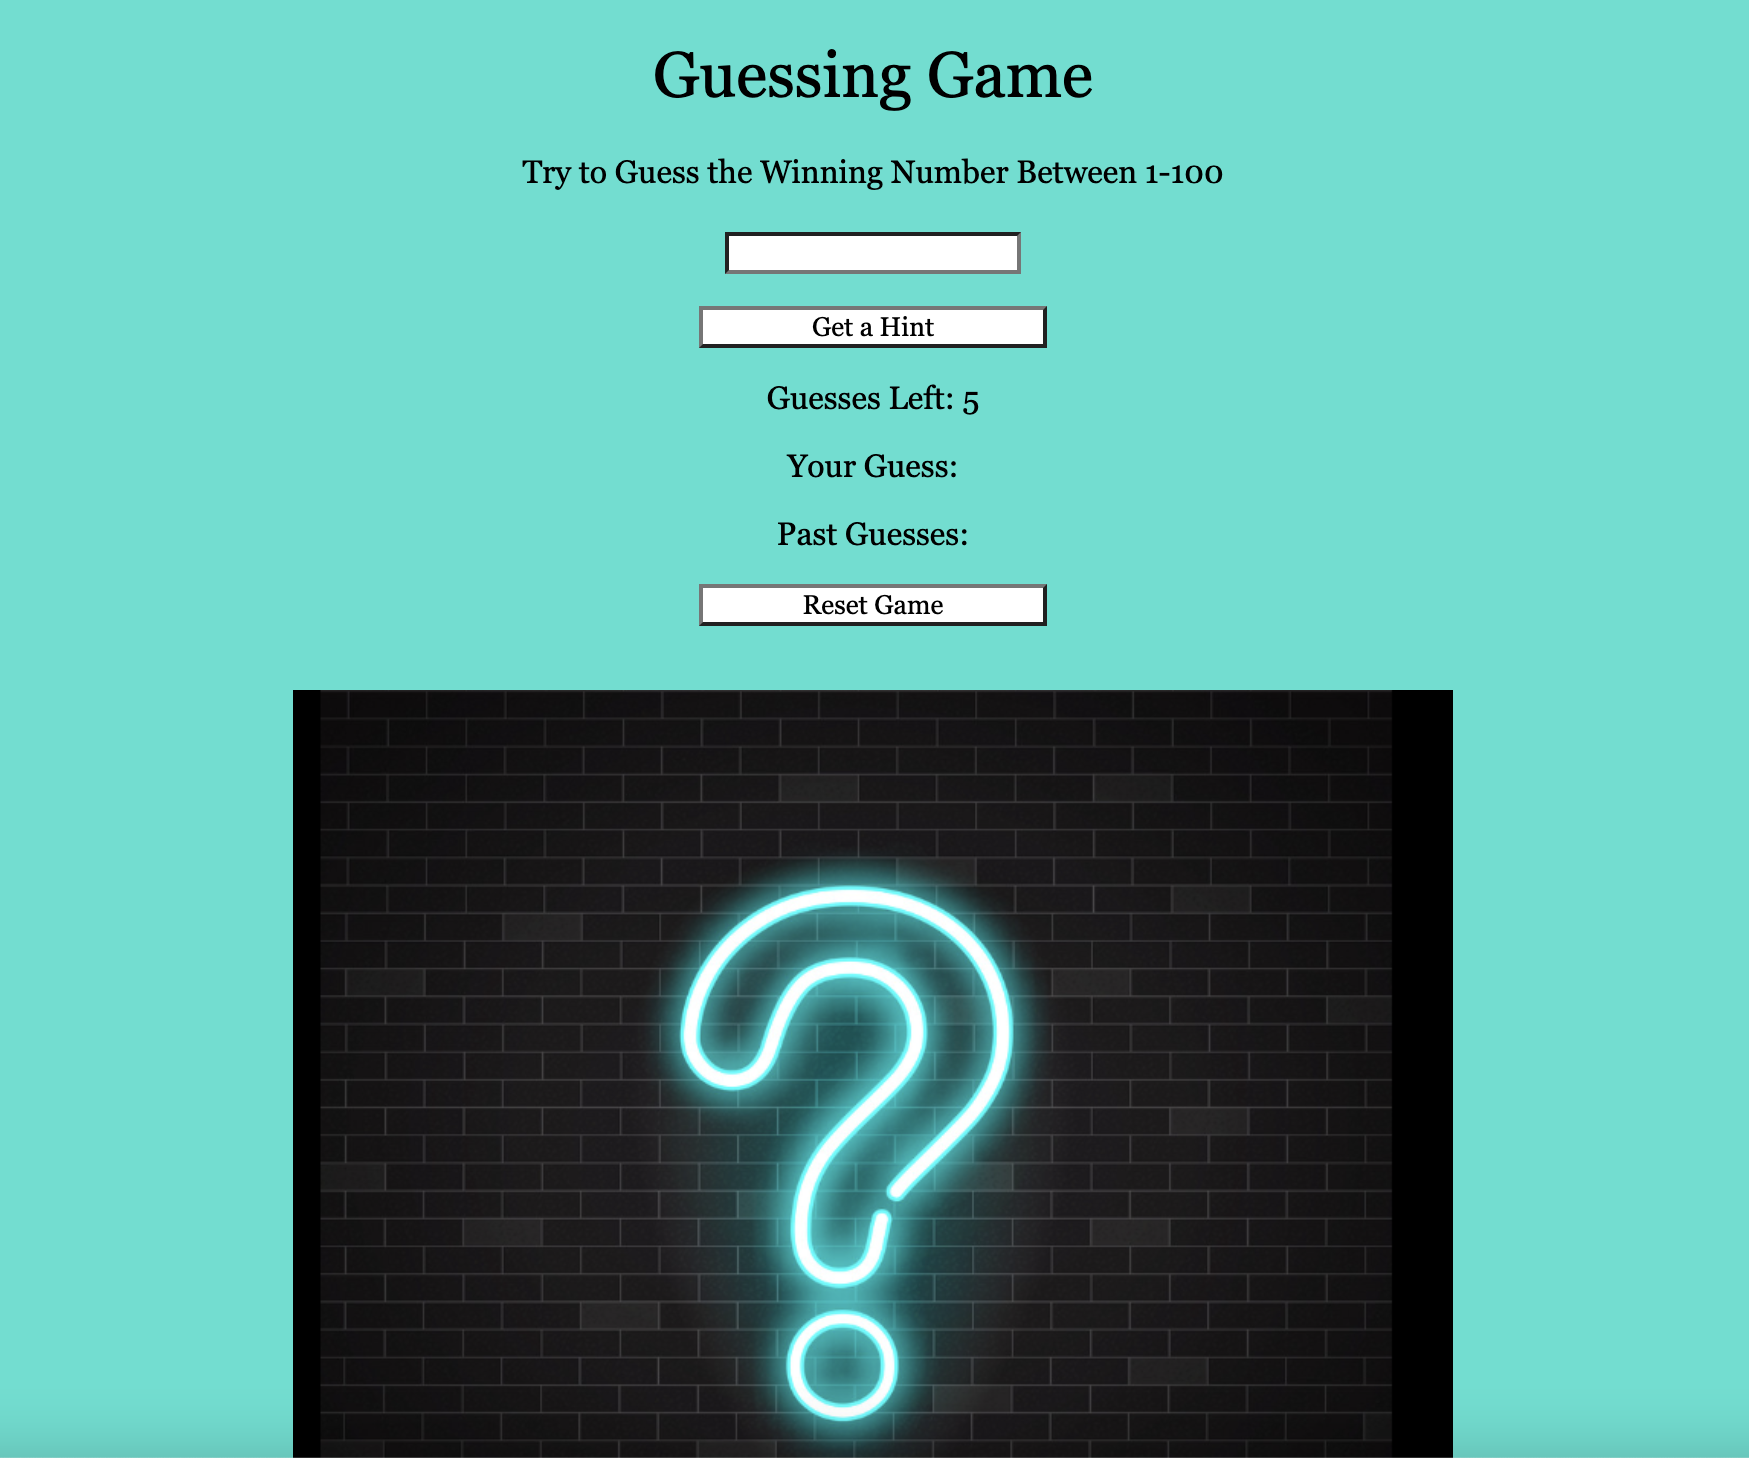 Guessing Game
Try to Guess the Winning Number Between 1-100
Get a Hint
Guesses Left: 5
Your Guess:
Past Guesses:
Reset Game
?